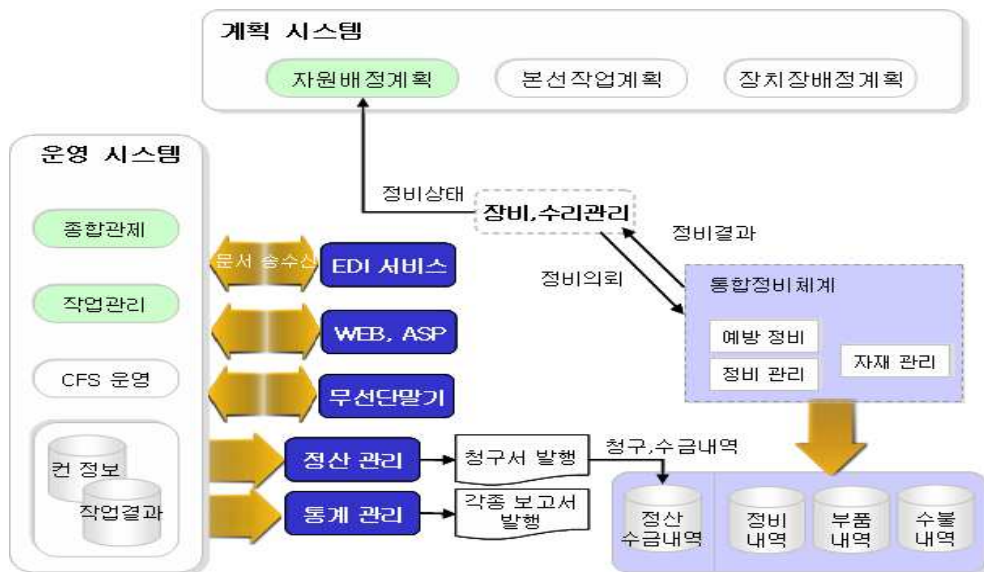 계획 시스템
자원배정계획
본선작업계획
장치장배정계획
운영 시스템
종합관제
작업관리
CFS 운영
컨 정보
작업결과
정비상태
장비,수리관리
정비결과
정비의뢰
문서 송수신
EDI 서비스
WEB, ASP
무선단말기
통합정비체계
예방 정비
정비 관리
자재 관리
정산 관리
청구서 발행
청구,수금내역
통계 관리
각종 보고서
발행
정산
수금내역
정비
내역
부품
내역
수불
내역